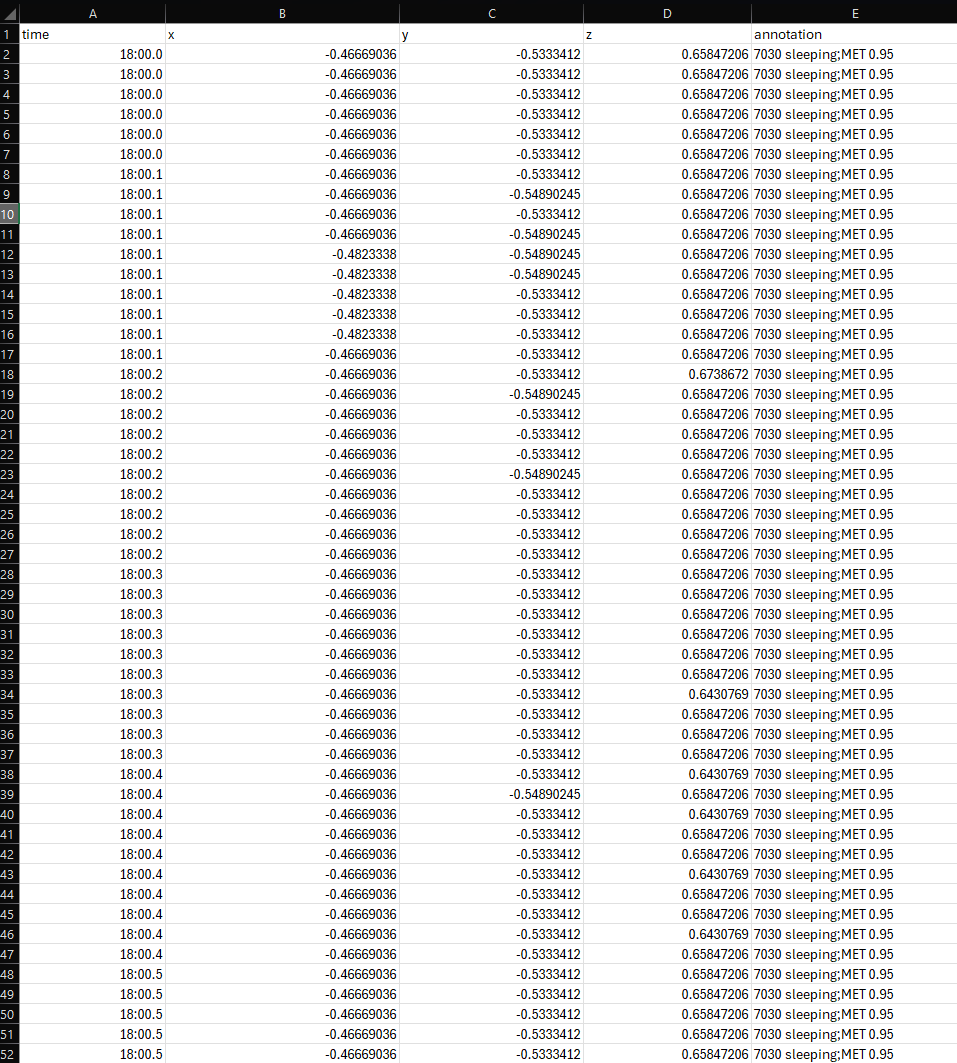 A B C D E
1 time x y z annotation
2 18:00.0 -0.46669036 -0.5333412 0.65847206 7030 sleeping;MET 0.95
3 18:00.0 -0.46669036 -0.5333412 0.65847206 7030 sleeping;MET 0.95
4 18:00.0 -0.46669036 -0.5333412 0.65847206 7030 sleeping;MET 0.95
5 18:00.0 -0.46669036 -0.5333412 0.65847206 7030 sleeping;MET 0.95
6 18:00.0 -0.46669036 -0.5333412 0.65847206 7030 sleeping;MET 0.95
7 18:00.0 -0.46669036 -0.5333412 0.65847206 7030 sleeping;MET 0.95
8 18:00.1 -0.46669036 -0.5333412 0.65847206 7030 sleeping;MET 0.95
9 18:00.1 -0.46669036 -0.54890245 0.65847206 7030 sleeping;MET 0.95
10 18:00.1 -0.46669036 -0.5333412 0.65847206 7030 sleeping;MET 0.95
11 18:00.1 -0.46669036 -0.54890245 0.65847206 7030 sleeping;MET 0.95
12 18:00.1 -0.4823338 -0.54890245 0.65847206 7030 sleeping;MET 0.95
13 18:00.1 -0.4823338 -0.54890245 0.65847206 7030 sleeping;MET 0.95
14 18:00.1 -0.4823338 -0.5333412 0.65847206 7030 sleeping;MET 0.95
15 18:00.1 -0.4823338 -0.5333412 0.65847206 7030 sleeping;MET 0.95
16 18:00.1 -0.4823338 -0.5333412 0.65847206 7030 sleeping;MET 0.95
17 18:00.1 -0.46669036 -0.5333412 0.65847206 7030 sleeping;MET 0.95
18 18:00.2 -0.46669036 -0.5333412 0.6738672 7030 sleeping;MET 0.95
19 18:00.2 -0.46669036 -0.54890245 0.65847206 7030 sleeping;MET 0.95
20 18:00.2 -0.46669036 -0.5333412 0.65847206 7030 sleeping;MET 0.95
21 18:00.2 -0.46669036 -0.5333412 0.65847206 7030 sleeping;MET 0.95
22 18:00.2 -0.46669036 -0.5333412 0.65847206 7030 sleeping;MET 0.95
23 18:00.2 -0.46669036 -0.54890245 0.65847206 7030 sleeping;MET 0.95
24 18:00.2 -0.46669036 -0.5333412 0.65847206 7030 sleeping;MET 0.95
25 18:00.2 -0.46669036 -0.5333412 0.65847206 7030 sleeping;MET 0.95
26 18:00.2 -0.46669036 -0.5333412 0.65847206 7030 sleeping;MET 0.95
27 18:00.2 -0.46669036 -0.5333412 0.65847206 7030 sleeping;MET 0.95
28 18:00.3 -0.46669036 -0.5333412 0.65847206 7030 sleeping;MET 0.95
29 18:00.3 -0.46669036 -0.5333412 0.65847206 7030 sleeping;MET 0.95
30 18:00.3 -0.46669036 -0.5333412 0.65847206 7030 sleeping;MET 0.95
31 18:00.3 -0.46669036 -0.5333412 0.65847206 7030 sleeping;MET 0.95
32 18:00.3 -0.46669036 -0.5333412 0.65847206 7030 sleeping;MET 0.95
33 18:00.3 -0.46669036 -0.5333412 0.65847206 7030 sleeping;MET 0.95
34 18:00.3 -0.46669036 -0.5333412 0.6430769 7030 sleeping;MET 0.95
35 18:00.3 -0.46669036 -0.5333412 0.65847206 7030 sleeping;MET 0.95
36 18:00.3 -0.46669036 -0.5333412 0.65847206 7030 sleeping;MET 0.95
37 18:00.3 -0.46669036 -0.5333412 0.65847206 7030 sleeping;MET 0.95
38 18:00.4 -0.46669036 -0.5333412 0.6430769 7030 sleeping;MET 0.95
39 18:00.4 -0.46669036 -0.54890245 0.65847206 7030 sleeping;MET 0.95
40 18:00.4 -0.46669036 -0.5333412 0.6430769 7030 sleeping;MET 0.95
41 18:00.4 -0.46669036 -0.5333412 0.65847206 7030 sleeping;MET 0.95
42 18:00.4 -0.46669036 -0.5333412 0.65847206 7030 sleeping;MET 0.95
43 18:00.4 -0.46669036 -0.5333412 0.6430769 7030 sleeping;MET 0.95
44 18:00.4 -0.46669036 -0.5333412 0.65847206 7030 sleeping;MET 0.95
45 18:00.4 -0.46669036 -0.5333412 0.65847206 7030 sleeping;MET 0.95
46 18:00.4 -0.46669036 -0.5333412 0.6430769 7030 sleeping;MET 0.95
47 18:00.4 -0.46669036 -0.5333412 0.65847206 7030 sleeping;MET 0.95
48 18:00.5 -0.46669036 -0.5333412 0.65847206 7030 sleeping;MET 0.95
49 18:00.5 -0.46669036 -0.5333412 0.65847206 7030 sleeping;MET 0.95
50 18:00.5 -0.46669036 -0.5333412 0.65847206 7030 sleeping;MET 0.95
51 18:00.5 -0.46669036 -0.5333412 0.65847206 7030 sleeping;MET 0.95
52 18:00.5 -0.46669036 -0.5333412 0.65847206 7030 sleeping;MET 0.95